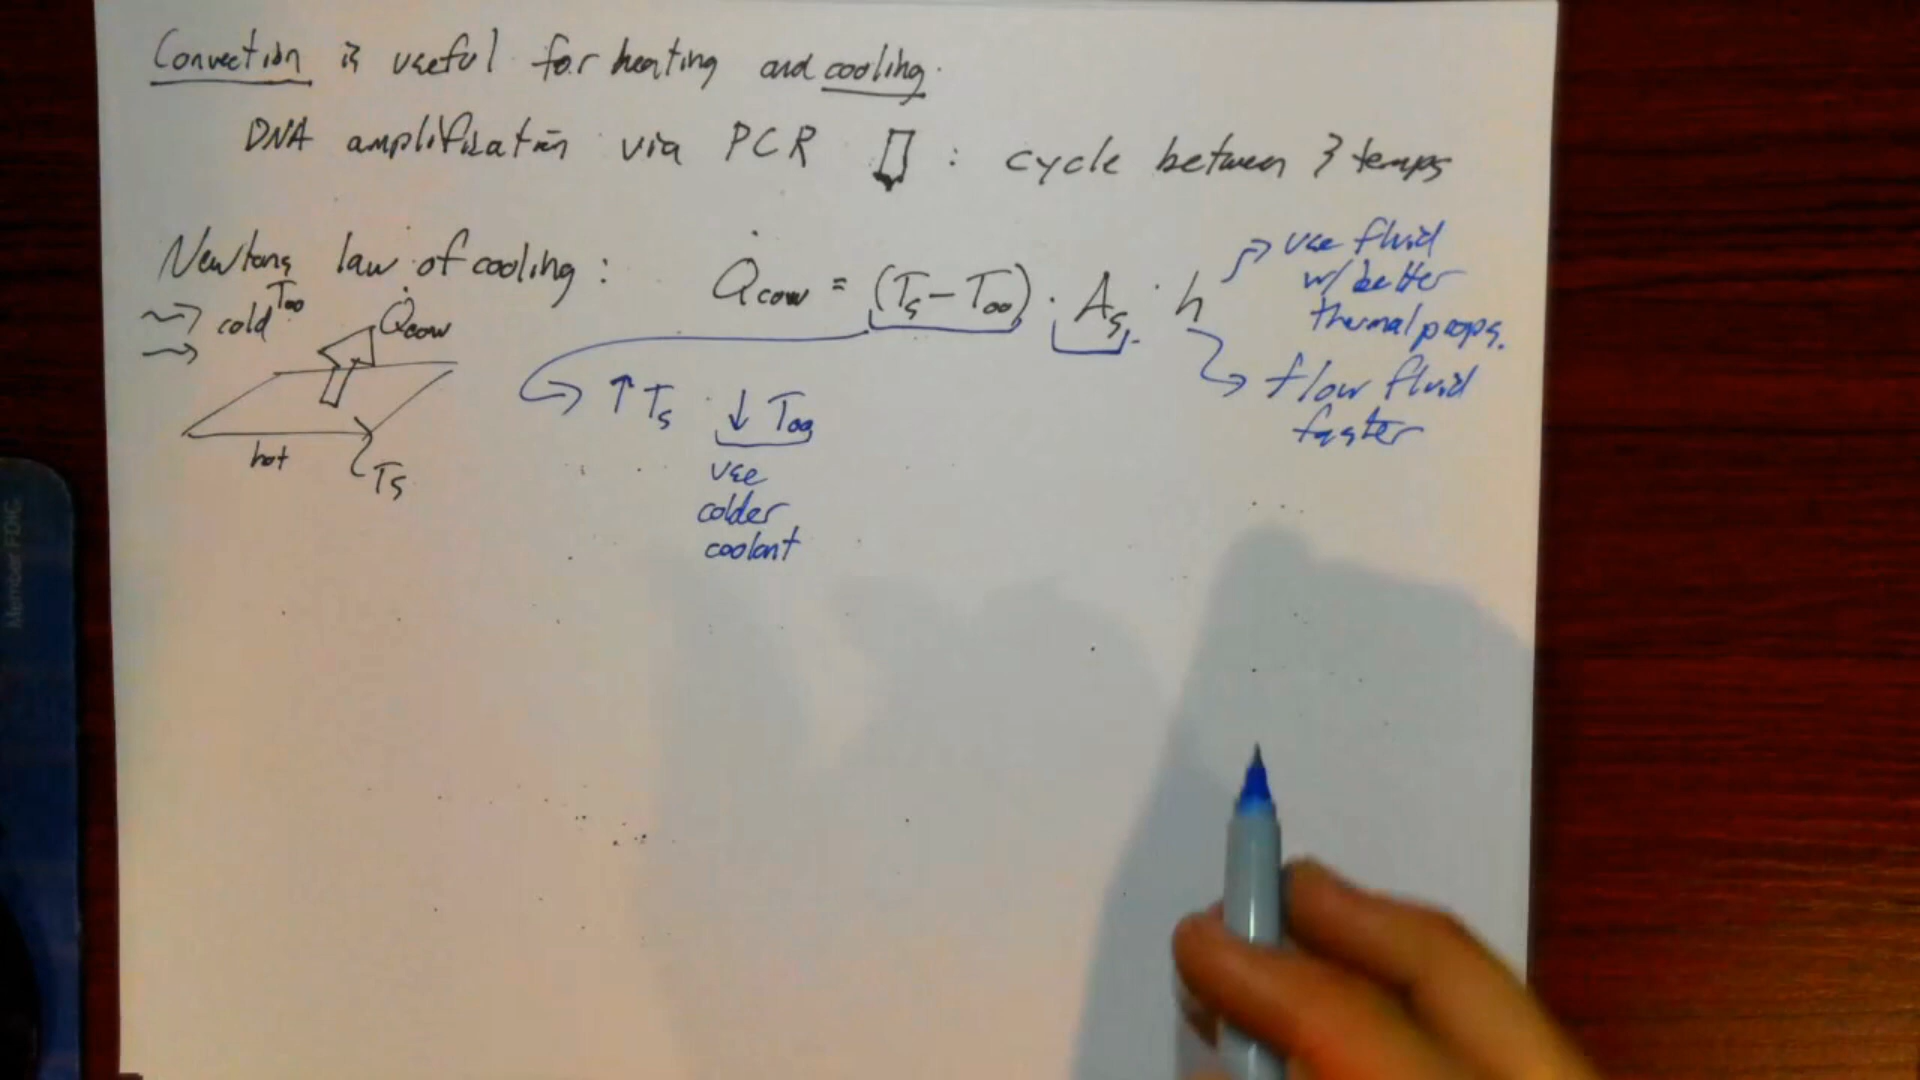 Convection is useful for heating and cooling.
DNA amplification via PCR : cycle between 3 temps
Newtons law of cooling : Q̇conv = (Ts - T∞) · As · h
use fluid
w/ better
thermal props.
flow fluid
faster
cold T∞
Q̇conv
hot
Ts
↑ Ts ↓ T∞
use
colder
coolant
Member FDIC